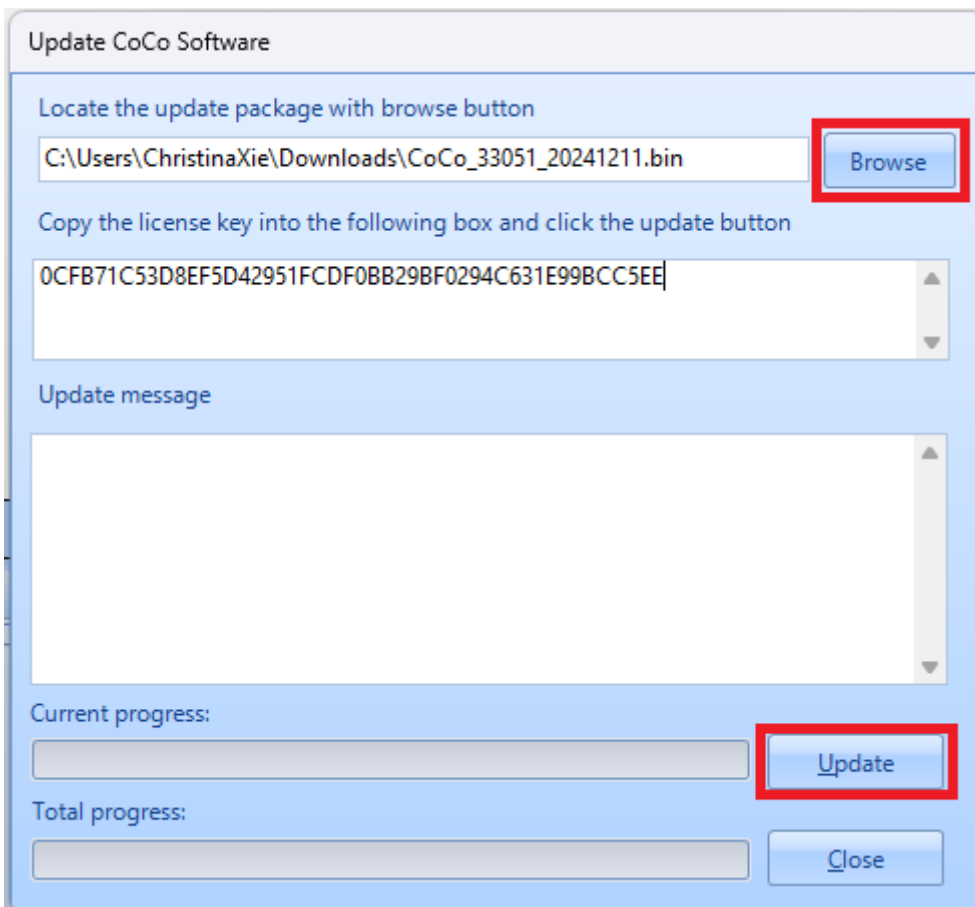 Update CoCo Software
Locate the update package with browse button
C:\Users\ChristinaXie\Downloads\CoCo_33051_20241211.bin
Browse
Copy the license key into the following box and click the update button
0CFB71C53D8EF5D42951FCDF0BB29BF0294C631E99BCC5EE
Update message
Current progress:
Update
Total progress:
Close